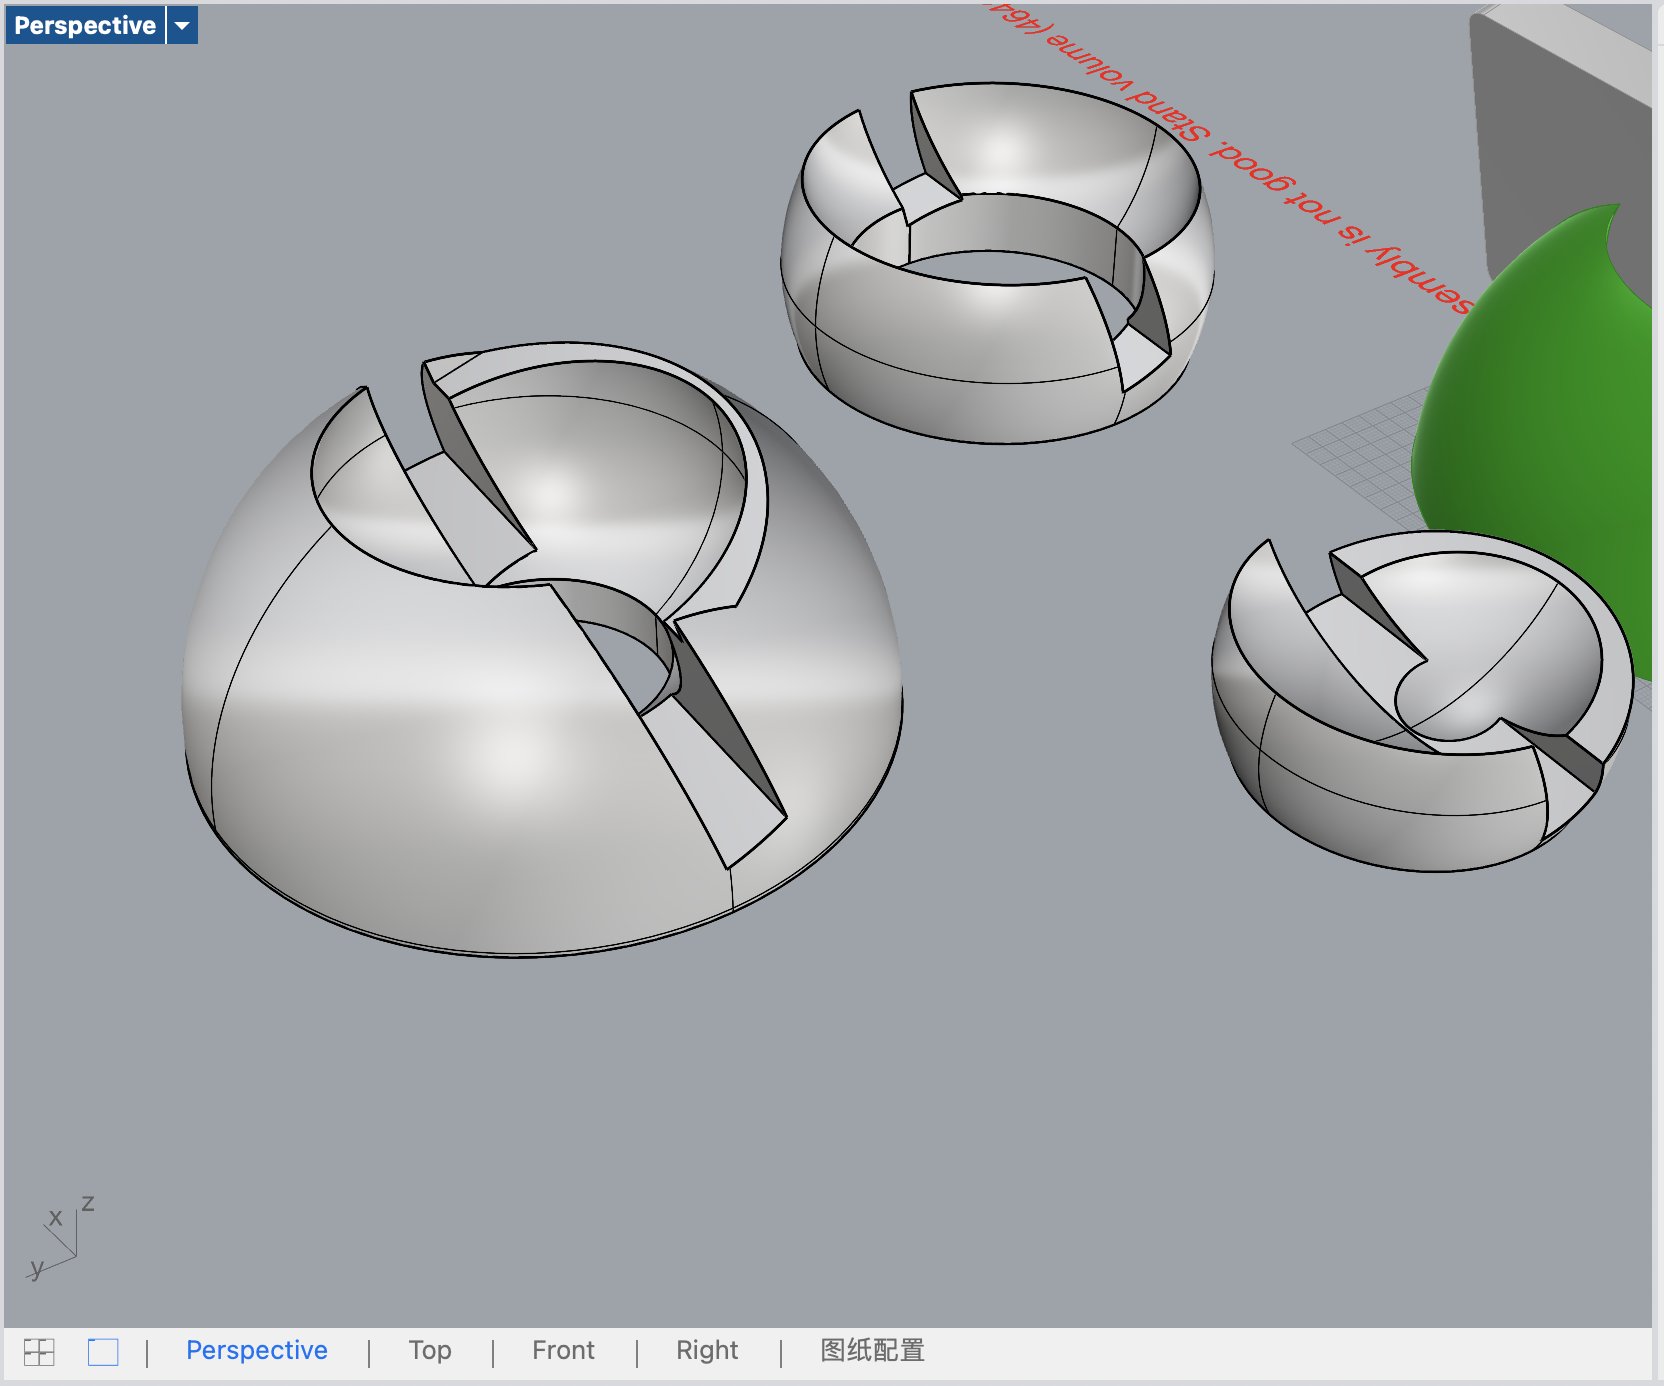 Perspective
sembly is not good. Stand volume (464
z
x
y
Perspective | Top | Front | Right | 图纸配置